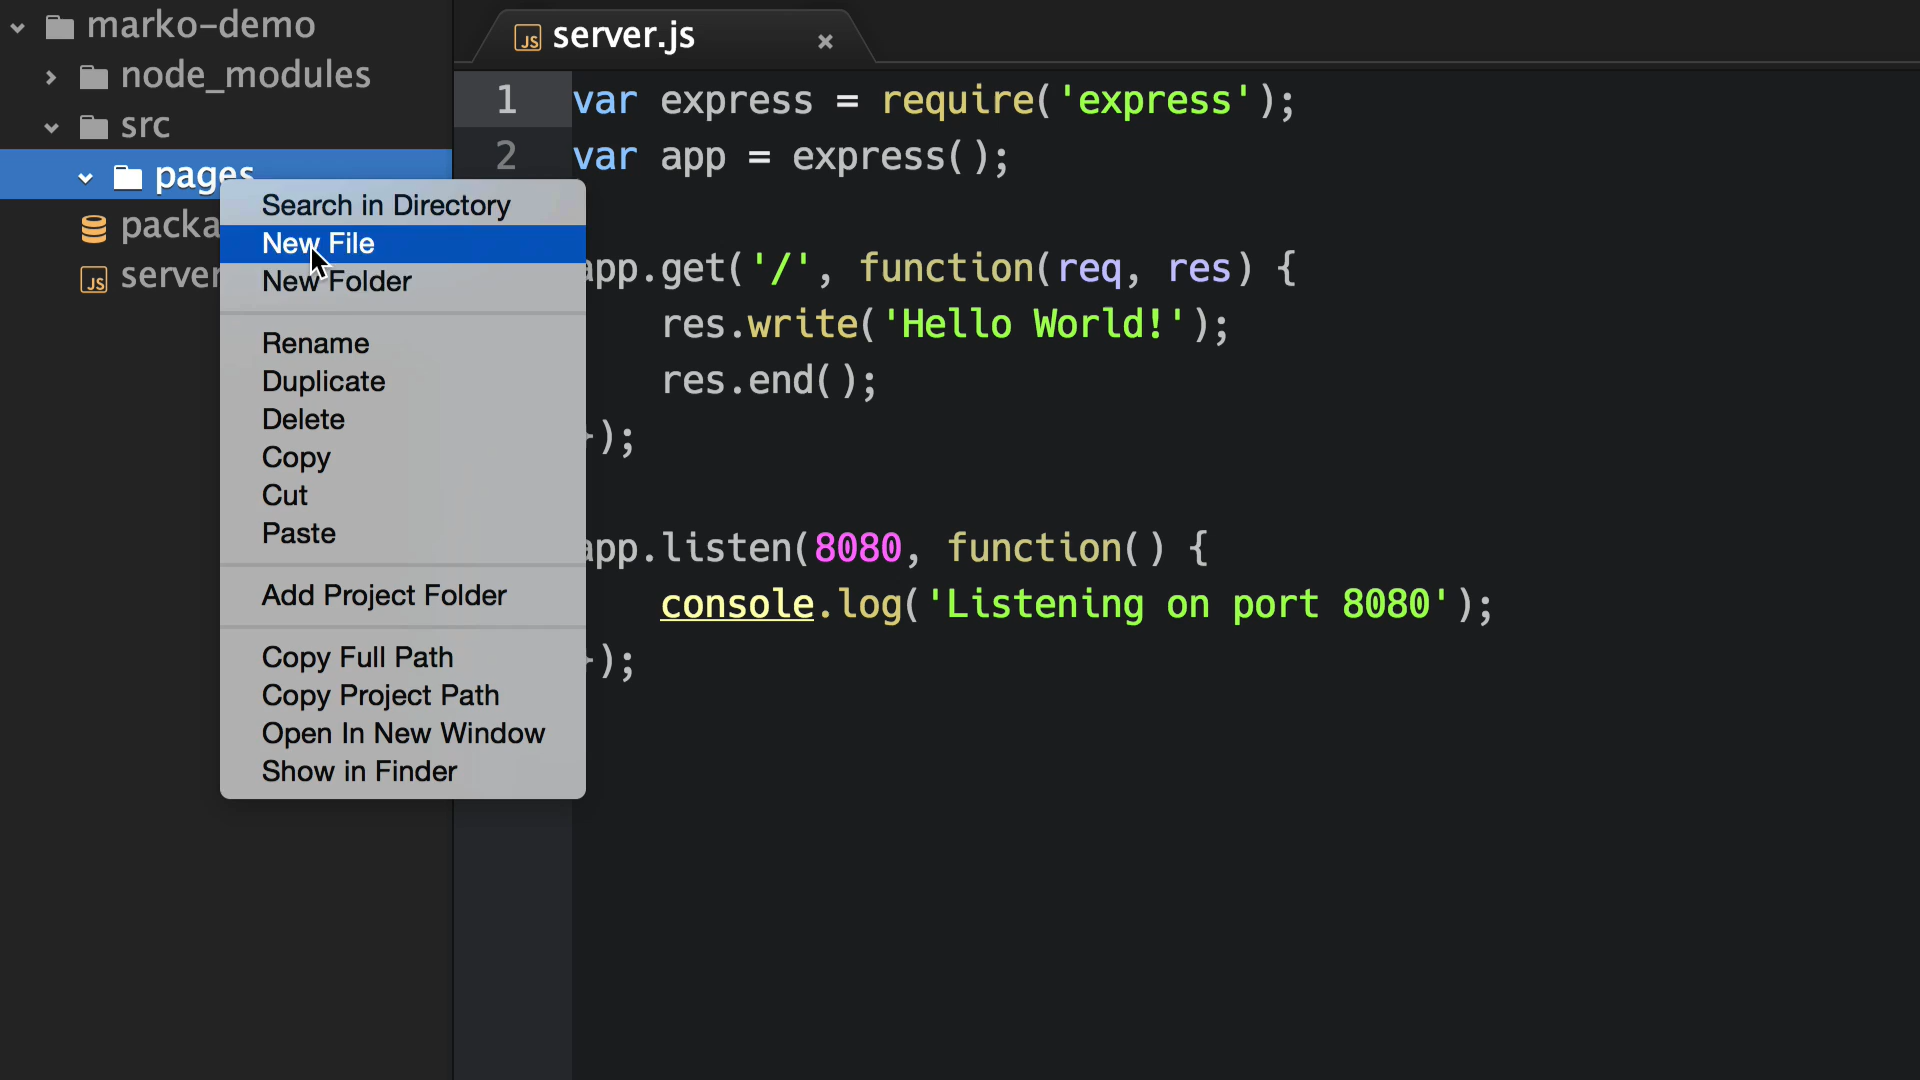 marko-demo
node_modules
src
pages
packa
server
Search in Directory
New File
New Folder
Rename
Duplicate
Delete
Copy
Cut
Paste
Add Project Folder
Copy Full Path
Copy Project Path
Open In New Window
Show in Finder
JS server.js ×
1 var express = require('express');
2 var app = express();
app.get('/', function(req, res) {
res.write('Hello World!');
res.end();
});
app.listen(8080, function() {
console.log('Listening on port 8080');
});